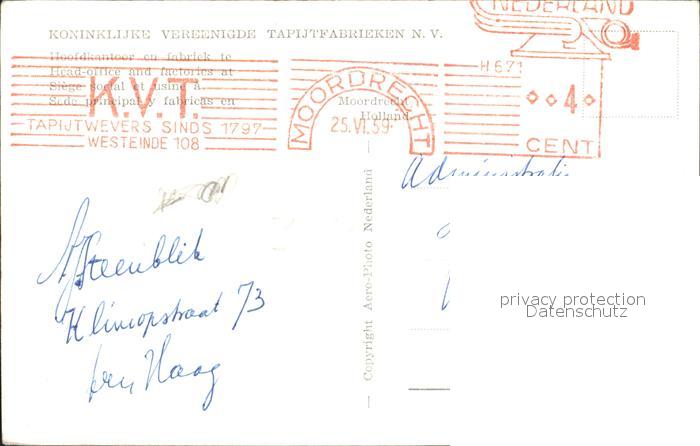 NEDERLAND
KONINKLIJKE VEREENIGDE TAPIJTFABRIEKEN N. V.
Hoofdkantoor en fabriek te
Head-office and factories at
Siège social et usine à
Sede principal y fabricas en
Moordrecht
Holland
K.V.T.
TAPIJTWEVERS SINDS 1797
WESTEINDE 108
MOORDRECHT
25.VI.59
4
CENT
Administratie
Steenblik
Klimopstraat 73
Den Haag
Copyright Aero-Photo Nederland
privacy protection
Datenschutz